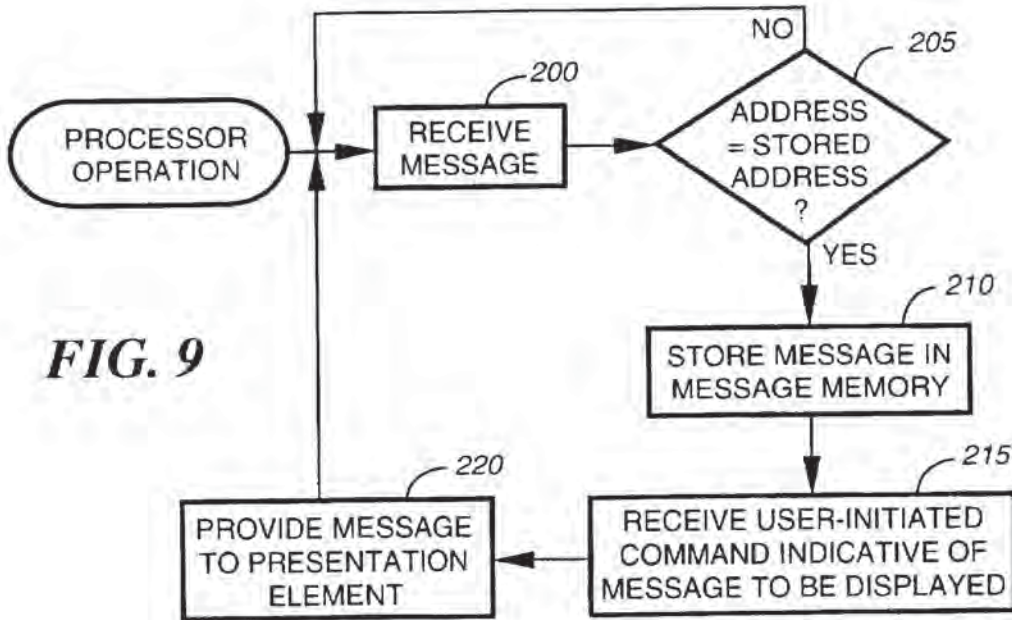 NO
205
200
PROCESSOR
OPERATION
RECEIVE
MESSAGE
ADDRESS
= STORED
ADDRESS
?
YES
210
FIG. 9
STORE MESSAGE IN
MESSAGE MEMORY
220
215
PROVIDE MESSAGE
TO PRESENTATION
ELEMENT
RECEIVE USER-INITIATED
COMMAND INDICATIVE OF
MESSAGE TO BE DISPLAYED